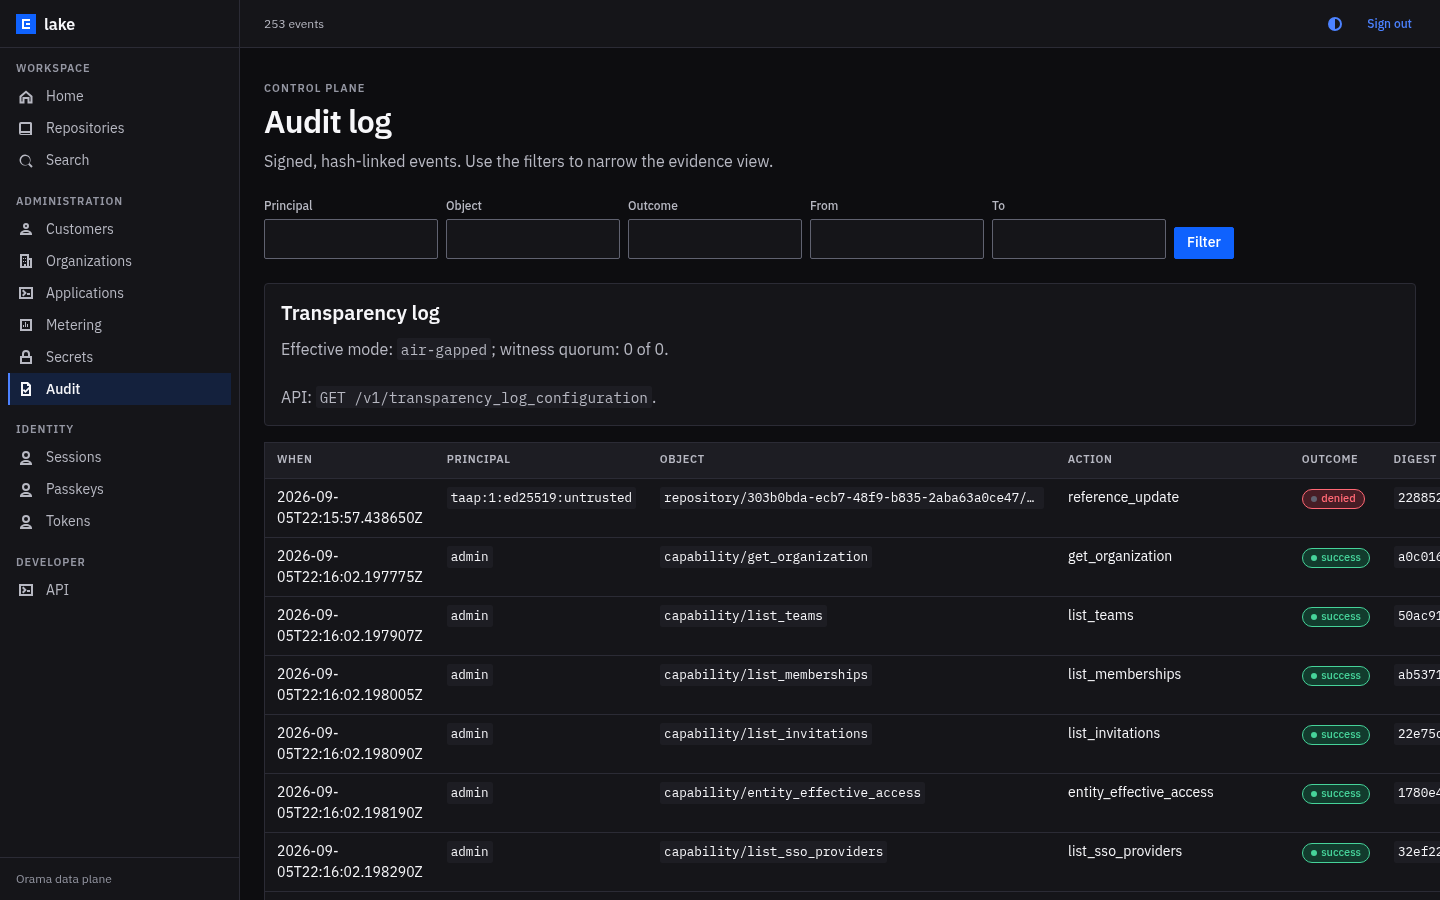 lake
253 events
Sign out
WORKSPACE
Home
Repositories
Search
ADMINISTRATION
Customers
Organizations
Applications
Metering
Secrets
Audit
IDENTITY
Sessions
Passkeys
Tokens
DEVELOPER
API
Orama data plane
CONTROL PLANE
Audit log
Signed, hash-linked events. Use the filters to narrow the evidence view.
Principal Object Outcome From To
Filter
Transparency log
Effective mode: air-gapped; witness quorum: 0 of 0.
API: GET /v1/transparency_log_configuration.
WHEN PRINCIPAL OBJECT ACTION OUTCOME DIGEST
2026-09-05T22:15:57.438650Z taap:1:ed25519:untrusted repository/303b0bda-ecb7-48f9-b835-2aba63a0ce47/… reference_update denied 228852
2026-09-05T22:16:02.197775Z admin capability/get_organization get_organization success a0c016
2026-09-05T22:16:02.197907Z admin capability/list_teams list_teams success 50ac91
2026-09-05T22:16:02.198005Z admin capability/list_memberships list_memberships success ab5371
2026-09-05T22:16:02.198090Z admin capability/list_invitations list_invitations success 22e75c
2026-09-05T22:16:02.198190Z admin capability/entity_effective_access entity_effective_access success 1780e4
2026-09-05T22:16:02.198290Z admin capability/list_sso_providers list_sso_providers success 32ef22